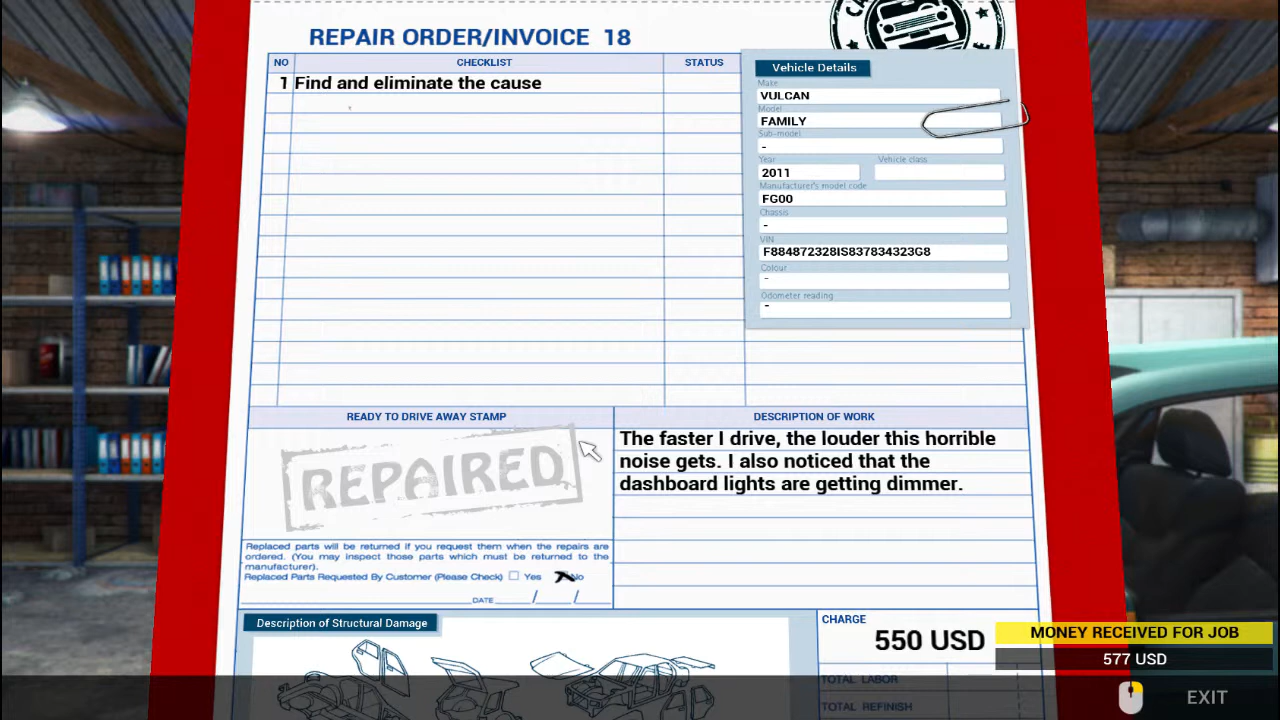 REPAIR ORDER/INVOICE 18
NO CHECKLIST STATUS
1 Find and eliminate the cause
Vehicle Details
Make
VULCAN
Model
FAMILY
Sub-model
-
Year Vehicle class
2011
Manufacturer's model code
FG00
Chassis
-
VIN
F884872328IS837834323G8
Colour
-
Odometer reading
-
READY TO DRIVE AWAY STAMP
REPAIRED
Replaced parts will be returned if you request them when the repairs are
ordered. (You may inspect those parts which must be returned to the
manufacturer).
Replaced Parts Requested By Customer (Please Check) Yes No
DATE / /
DESCRIPTION OF WORK
The faster I drive, the louder this horrible
noise gets. I also noticed that the
dashboard lights are getting dimmer.
Description of Structural Damage
CHARGE
550 USD
TOTAL LABOR
TOTAL REFINISH
MONEY RECEIVED FOR JOB
577 USD
EXIT